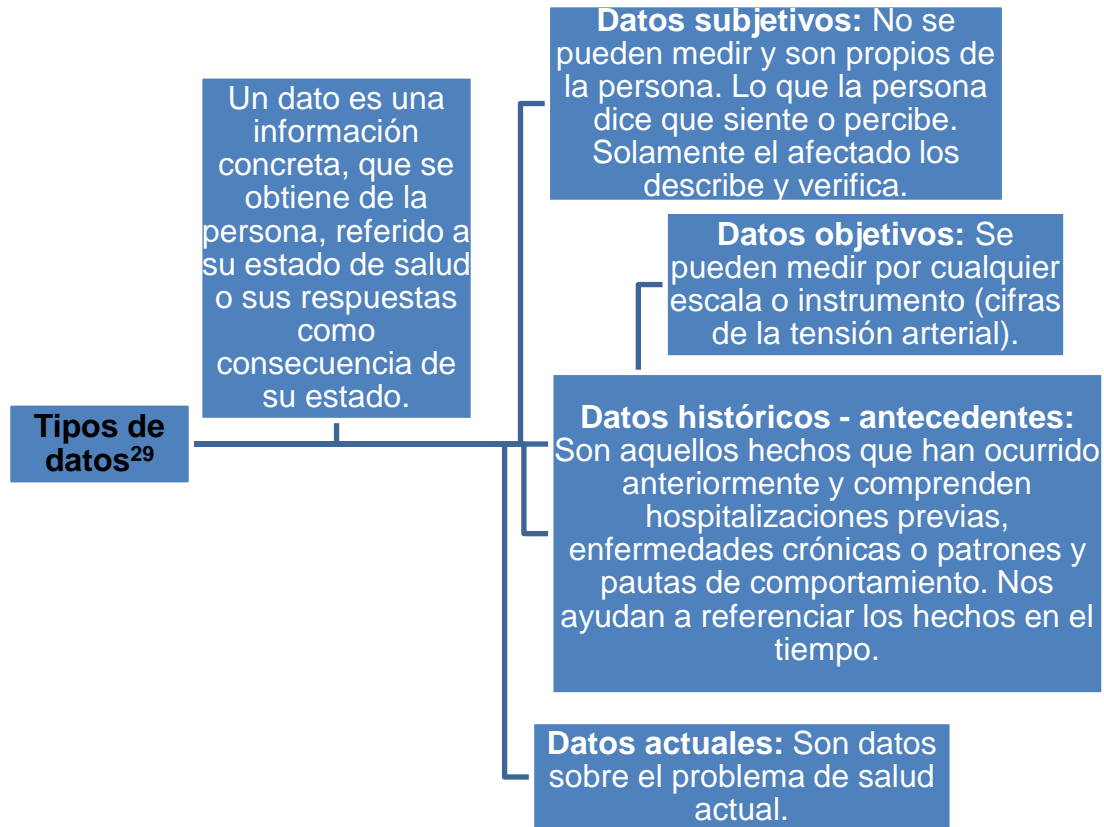 Tipos de
datos29
Un dato es una
información
concreta, que se
obtiene de la
persona, referido a
su estado de salud
o sus respuestas
como
consecuencia de
su estado.
Datos subjetivos: No se
pueden medir y son propios de
la persona. Lo que la persona
dice que siente o percibe.
Solamente el afectado los
describe y verifica.
Datos objetivos: Se
pueden medir por cualquier
escala o instrumento (cifras
de la tensión arterial).
Datos históricos - antecedentes:
Son aquellos hechos que han ocurrido
anteriormente y comprenden
hospitalizaciones previas,
enfermedades crónicas o patrones y
pautas de comportamiento. Nos
ayudan a referenciar los hechos en el
tiempo.
Datos actuales: Son datos
sobre el problema de salud
actual.